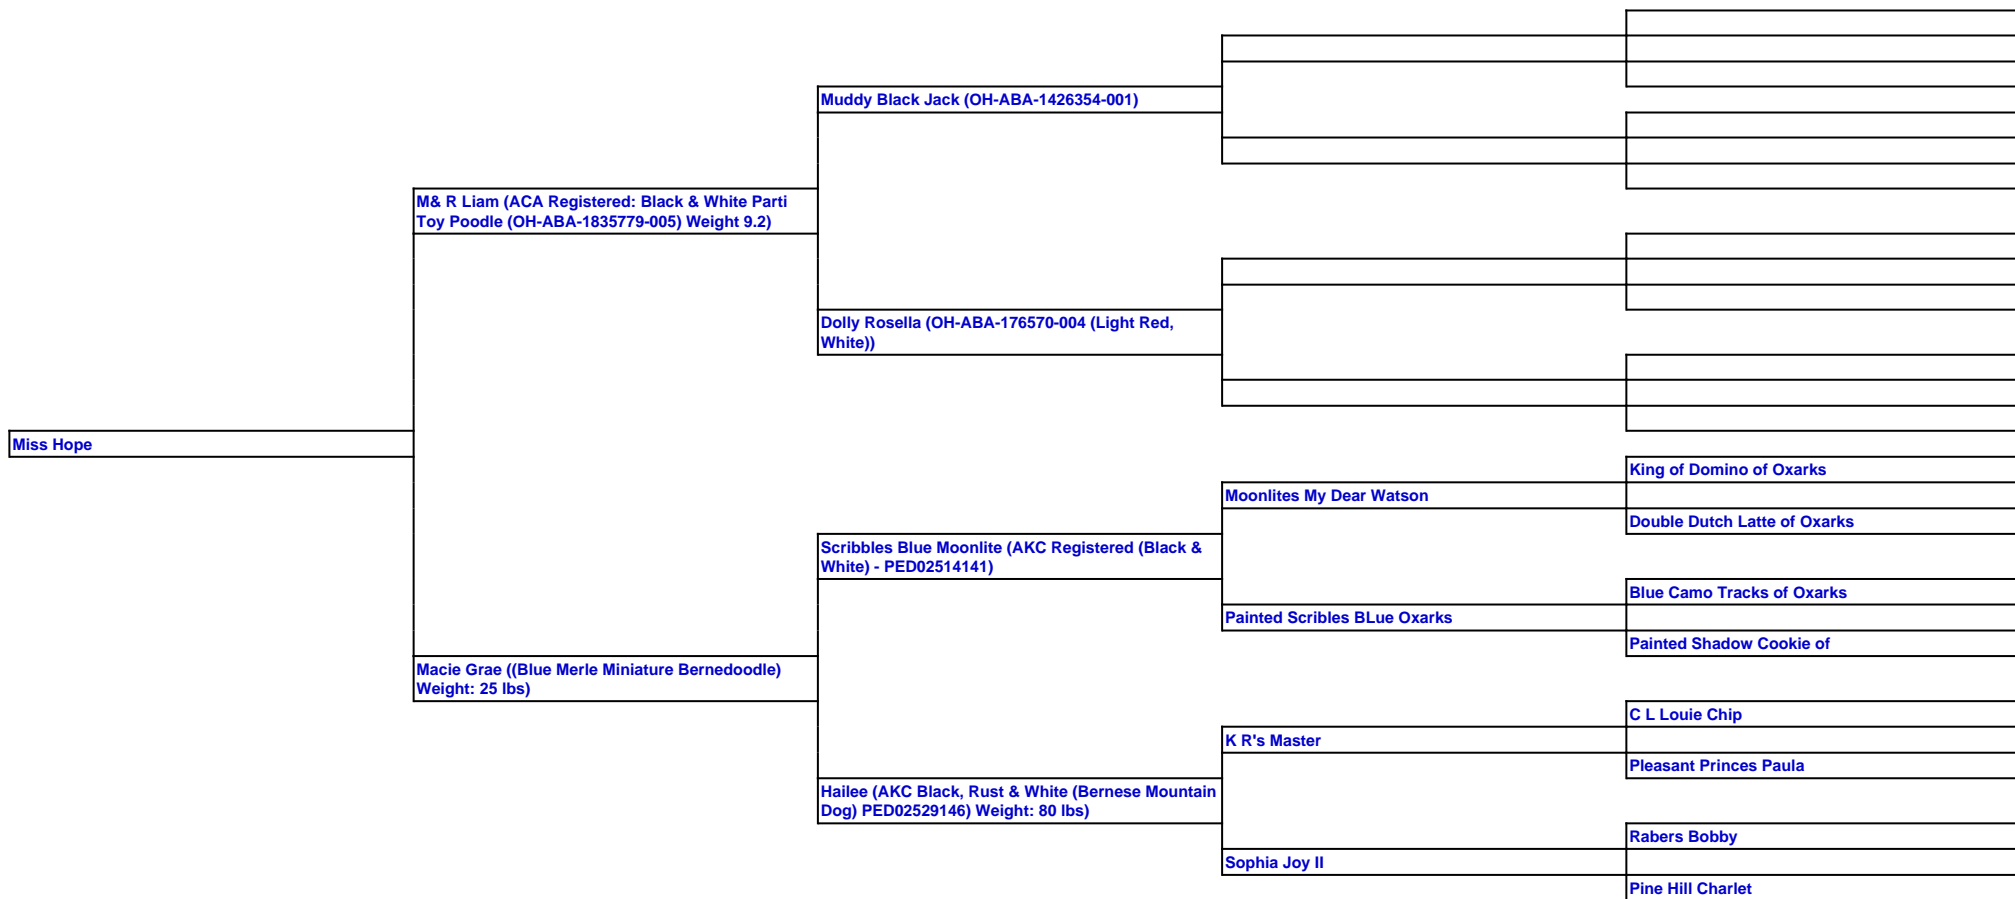 Muddy Black Jack (OH-ABA-1426354-001)
M& R Liam (ACA Registered: Black & White Parti
Toy Poodle (OH-ABA-1835779-005) Weight 9.2)
Dolly Rosella (OH-ABA-176570-004 (Light Red,
White))
Miss Hope
King of Domino of Oxarks
Moonlites My Dear Watson
Double Dutch Latte of Oxarks
Scribbles Blue Moonlite (AKC Registered (Black &
White) - PED02514141)
Blue Camo Tracks of Oxarks
Painted Scribles BLue Oxarks
Painted Shadow Cookie of
Macie Grae ((Blue Merle Miniature Bernedoodle)
Weight: 25 lbs)
C L Louie Chip
K R's Master
Pleasant Princes Paula
Hailee (AKC Black, Rust & White (Bernese Mountain
Dog) PED02529146) Weight: 80 lbs)
Rabers Bobby
Sophia Joy II
Pine Hill Charlet